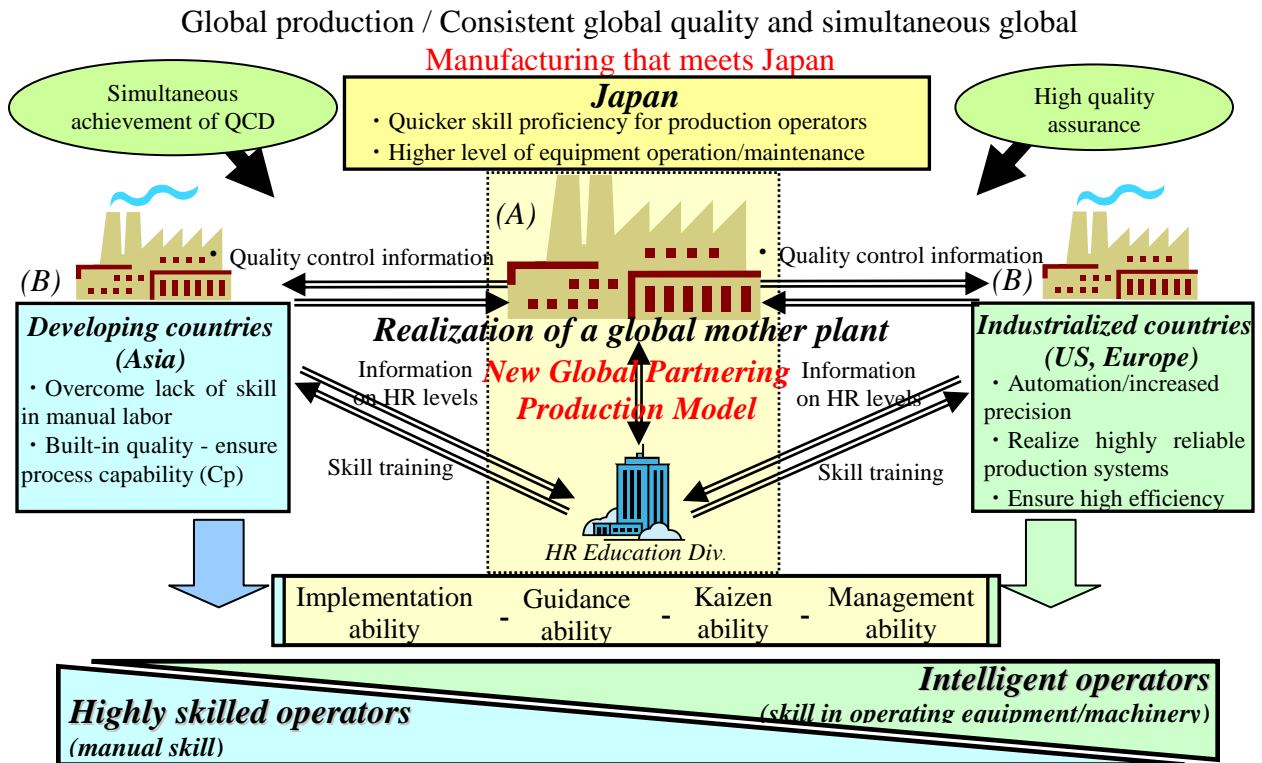 Global production / Consistent global quality and simultaneous global
Manufacturing that meets Japan
Simultaneous
achievement of QCD
Japan
・Quicker skill proficiency for production operators
・Higher level of equipment operation/maintenance
High quality
assurance
(A)
・ Quality control information
・ Quality control information
(B)
(B)
Realization of a global mother plant
New Global Partnering
Production Model
Developing countries
(Asia)
・Overcome lack of skill
in manual labor
・Built-in quality - ensure
process capability (Cp)
Information
on HR levels
Skill training
Information
on HR levels
Skill training
Industrialized countries
(US, Europe)
・Automation/increased
precision
・Realize highly reliable
production systems
・Ensure high efficiency
HR Education Div.
Implementation
ability
-
Guidance
ability
-
Kaizen
ability
-
Management
ability
Intelligent operators
(skill in operating equipment/machinery)
Highly skilled operators
(manual skill)